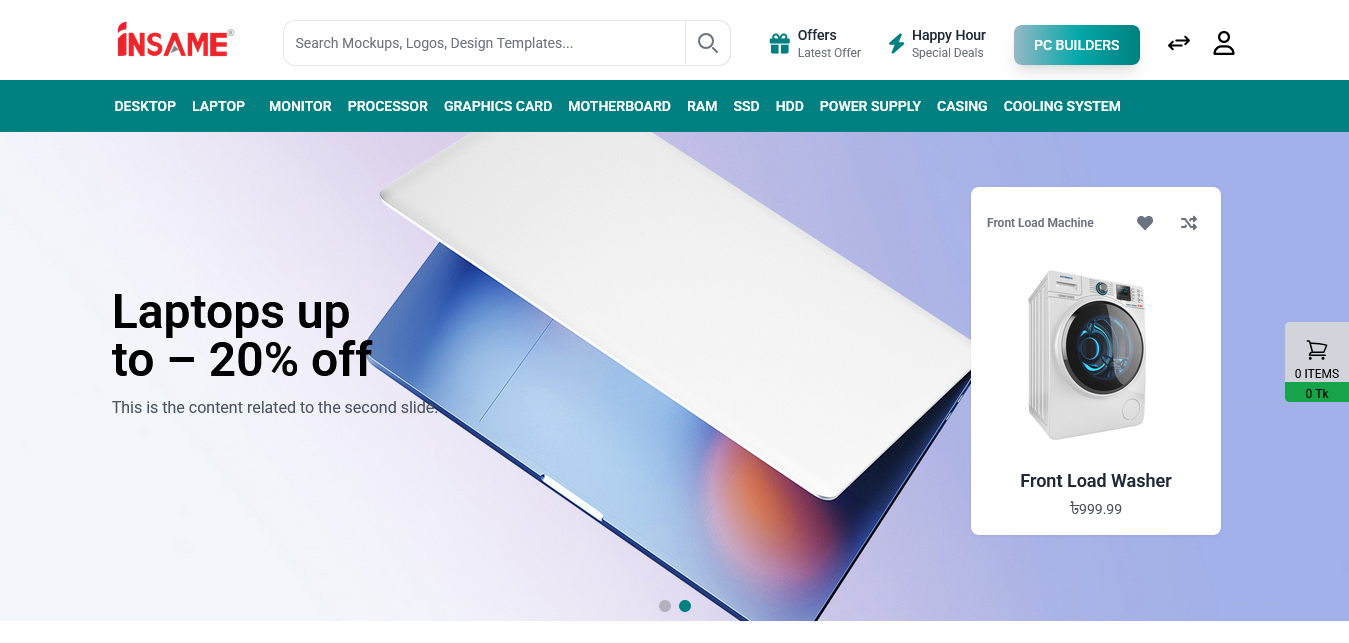 INSAME®
Search Mockups, Logos, Design Templates...
Offers
Latest Offer
Happy Hour
Special Deals
PC BUILDERS
DESKTOP LAPTOP MONITOR PROCESSOR GRAPHICS CARD MOTHERBOARD RAM SSD HDD POWER SUPPLY CASING COOLING SYSTEM
Laptops up
to – 20% off
This is the content related to the second slide.
Front Load Machine
Front Load Washer
৳999.99
0 ITEMS
0 Tk